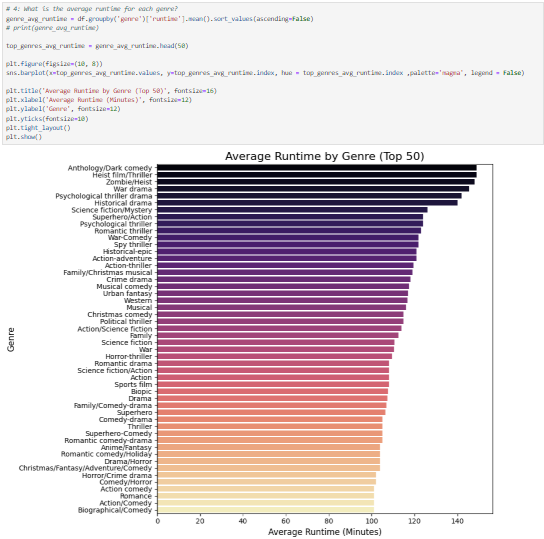 # 4: What is the average runtime for each genre?
genre_avg_runtime = df.groupby('genre')['runtime'].mean().sort_values(ascending=False)
# print(genre_avg_runtime)
top_genres_avg_runtime = genre_avg_runtime.head(50)
plt.figure(figsize=(10, 8))
sns.barplot(x=top_genres_avg_runtime.values, y=top_genres_avg_runtime.index, hue = top_genres_avg_runtime.index ,palette='magma', legend = False)
plt.title('Average Runtime by Genre (Top 50)', fontsize=16)
plt.xlabel('Average Runtime (Minutes)', fontsize=12)
plt.ylabel('Genre', fontsize=12)
plt.yticks(fontsize=10)
plt.tight_layout()
plt.show()
Average Runtime by Genre (Top 50)
Anthology/Dark comedy
Heist film/Thriller
Zombie/Heist
War drama
Psychological thriller drama
Historical drama
Science fiction/Mystery
Superhero/Action
Psychological thriller
Romantic thriller
War-Comedy
Spy thriller
Historical-epic
Action-adventure
Action-thriller
Family/Christmas musical
Crime drama
Musical comedy
Urban fantasy
Western
Musical
Christmas comedy
Political thriller
Action/Science fiction
Family
Science fiction
War
Horror-thriller
Romantic drama
Science fiction/Action
Action
Sports film
Biopic
Drama
Family/Comedy-drama
Superhero
Comedy-drama
Thriller
Superhero-Comedy
Romantic comedy-drama
Anime/Fantasy
Romantic comedy/Holiday
Drama/Horror
Christmas/Fantasy/Adventure/Comedy
Horror/Crime drama
Comedy/Horror
Action comedy
Romance
Action/Comedy
Biographical/Comedy
Genre
0 20 40 60 80 100 120 140
Average Runtime (Minutes)